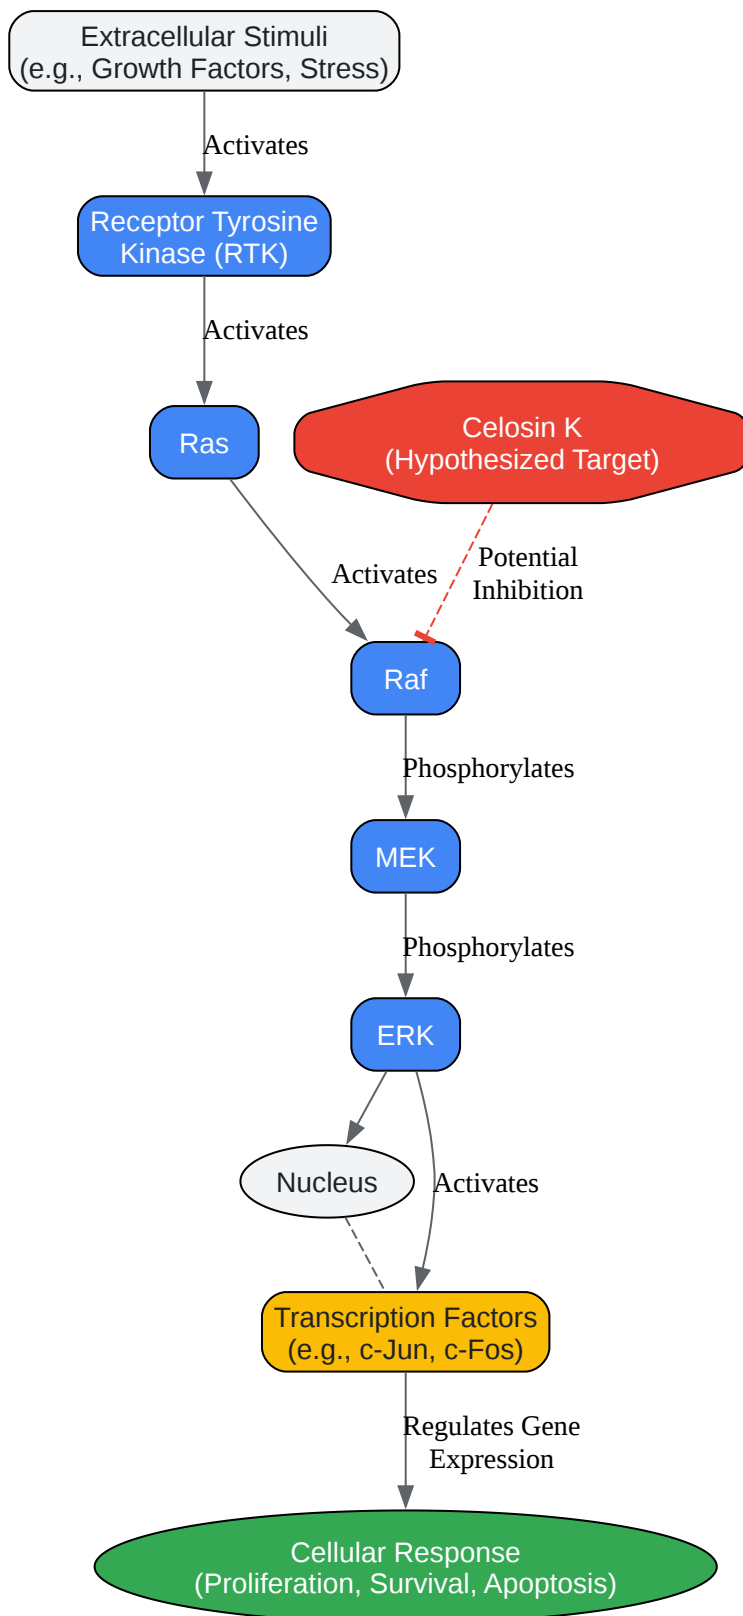 Extracellular Stimuli
(e.g., Growth Factors, Stress)
Activates
Receptor Tyrosine
Kinase (RTK)
Activates
Ras
Celosin K
(Hypothesized Target)
Activates
Potential
Inhibition
Raf
Phosphorylates
MEK
Phosphorylates
ERK
Nucleus
Activates
Transcription Factors
(e.g., c-Jun, c-Fos)
Regulates Gene
Expression
Cellular Response
(Proliferation, Survival, Apoptosis)